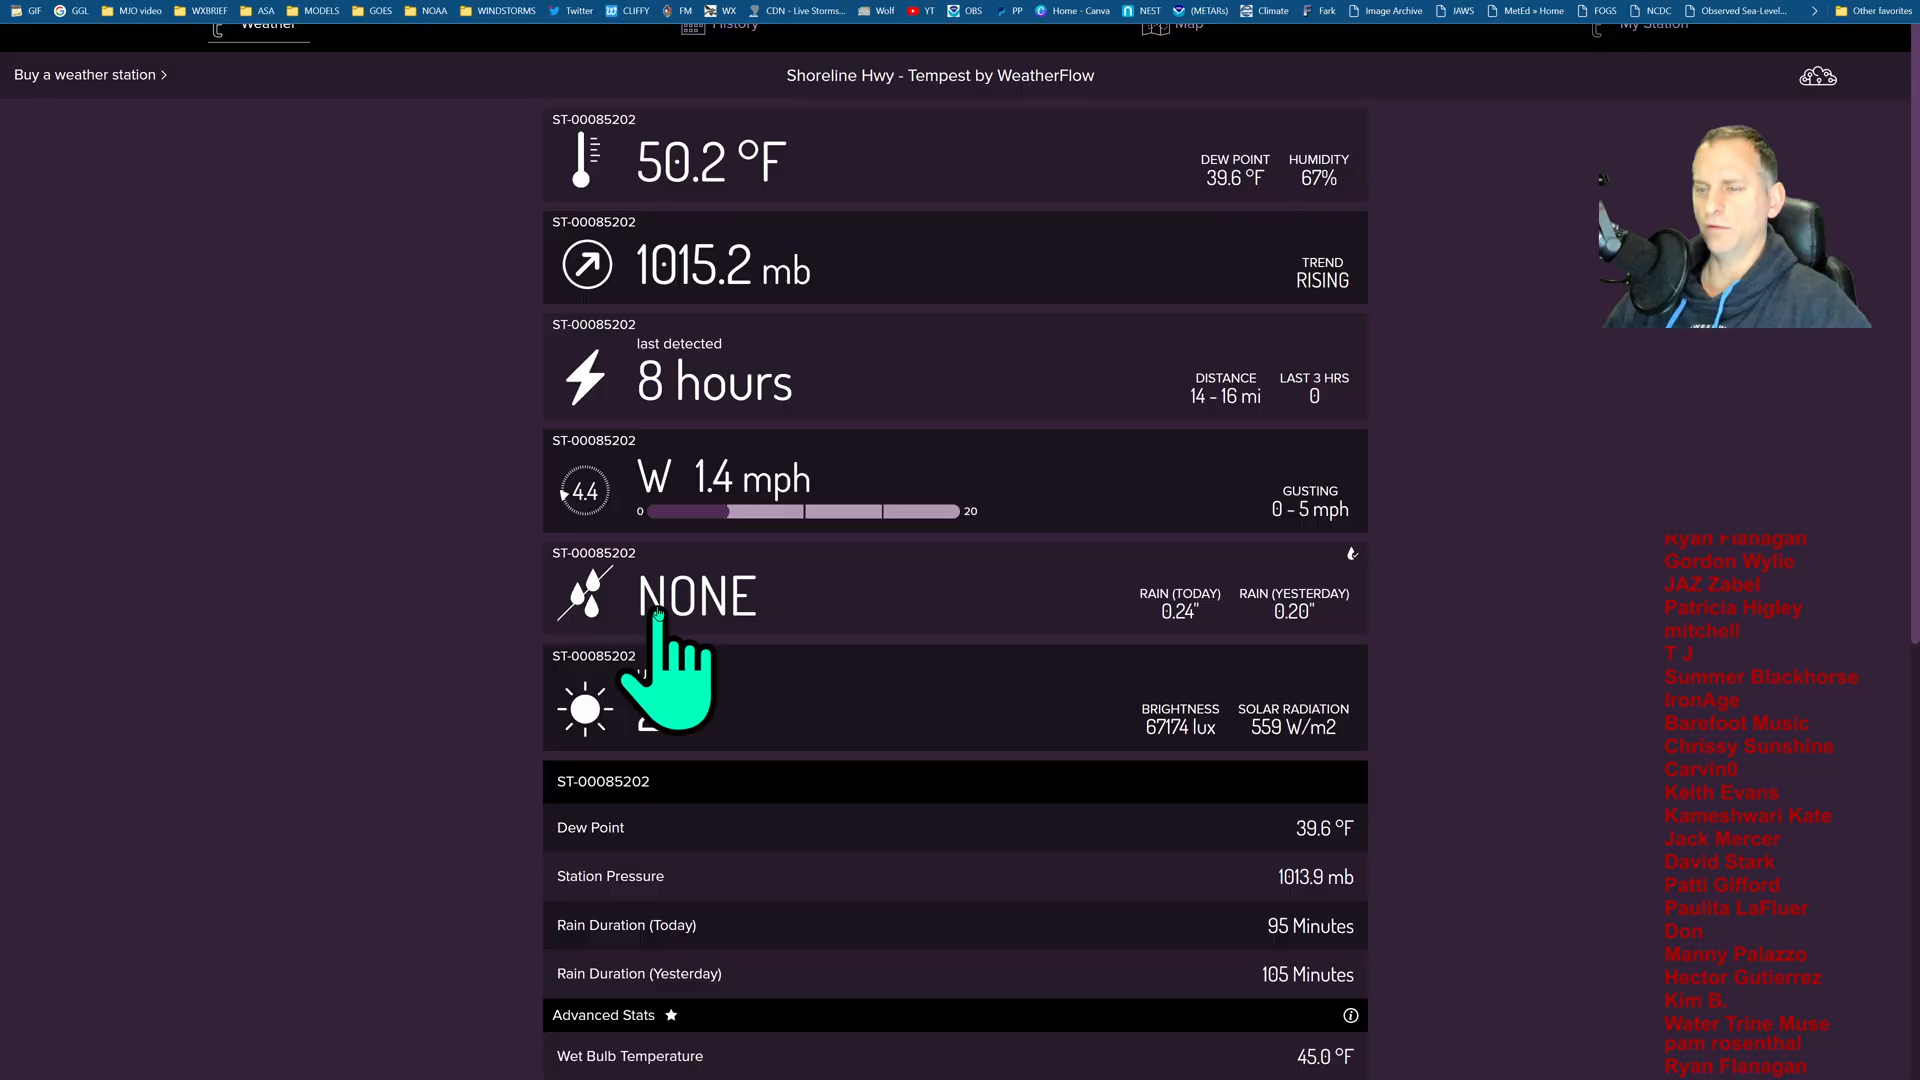 GIF GGL MJO video WXBRIEF ASA MODELS GOES NOAA WINDSTORMS Twitter CLIFFY FM WX CDN - Live Storms... Wolf YT OBS PP Home - Canva NEST (METARs) Climate Fark Image Archive JAWS MetEd » Home FOGS NCDC Observed Sea-Level... Other favorites
Weather History Map My Station
Buy a weather station >
Shoreline Hwy - Tempest by WeatherFlow
ST-00085202
50.2 °F
DEW POINT HUMIDITY
39.6 °F 67%
ST-00085202
1015.2 mb
TREND
RISING
ST-00085202
last detected
8 hours
DISTANCE LAST 3 HRS
14 - 16 mi 0
ST-00085202
4.4
W 1.4 mph
0 20
GUSTING
0 - 5 mph
ST-00085202
NONE
RAIN (TODAY) RAIN (YESTERDAY)
0.24" 0.20"
ST-00085202
BRIGHTNESS SOLAR RADIATION
67174 lux 559 W/m2
ST-00085202
Dew Point 39.6 °F
Station Pressure 1013.9 mb
Rain Duration (Today) 95 Minutes
Rain Duration (Yesterday) 105 Minutes
Advanced Stats
Wet Bulb Temperature 45.0 °F
Ryan Flanagan
Gordon Wylie
JAZ Zabel
Patricia Higley
mitchell
T J
Summer Blackhorse
IronAge
Barefoot Music
Chrissy Sunshine
Carvin0
Keith Evans
Kameshwari Kate
Jack Mercer
David Stark
Patti Gifford
Paulita LaFluer
Don
Manny Palazzo
Hector Gutierrez
Kim B.
Water Trine Muse
pam rosenthal
Ryan Flanagan